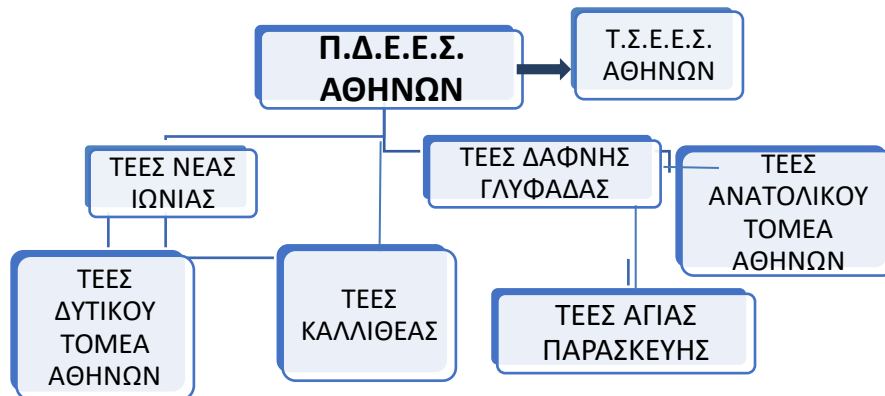 Π.Δ.Ε.Ε.Σ.
ΑΘΗΝΩΝ
Τ.Σ.Ε.Ε.Σ.
ΑΘΗΝΩΝ
ΤΕΕΣ ΝΕΑΣ
ΙΩΝΙΑΣ
ΤΕΕΣ ΔΑΦΝΗΣ
ΓΛΥΦΑΔΑΣ
ΤΕΕΣ
ΑΝΑΤΟΛΙΚΟΥ
ΤΟΜΕΑ
ΑΘΗΝΩΝ
ΤΕΕΣ
ΔΥΤΙΚΟΥ
ΤΟΜΕΑ
ΑΘΗΝΩΝ
ΤΕΕΣ
ΚΑΛΛΙΘΕΑΣ
ΤΕΕΣ ΑΓΙΑΣ
ΠΑΡΑΣΚΕΥΗΣ